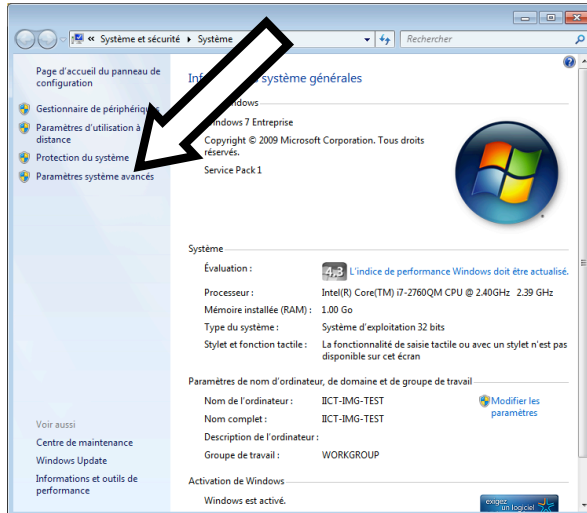 « Système et sécurité ▸ Système
Rechercher
Page d'accueil du panneau de
configuration
Gestionnaire de périphériques
Paramètres d'utilisation à
distance
Protection du système
Paramètres système avancés
Voir aussi
Centre de maintenance
Windows Update
Informations et outils de
performance
système générales
Windows 7 Entreprise
Copyright © 2009 Microsoft Corporation. Tous droits
réservés.
Service Pack 1
Système
Évaluation :
4,3 L'indice de performance Windows doit être actualisé.
Processeur : Intel(R) Core(TM) i7-2760QM CPU @ 2.40GHz 2.39 GHz
Mémoire installée (RAM) : 1.00 Go
Type du système : Système d'exploitation 32 bits
Stylet et fonction tactile : La fonctionnalité de saisie tactile ou avec un stylet n'est pas
disponible sur cet écran
Paramètres de nom d'ordinateur, de domaine et de groupe de travail
Nom de l'ordinateur : IICT-IMG-TEST
Modifier les
paramètres
Nom complet : IICT-IMG-TEST
Description de l'ordinateur :
Groupe de travail : WORKGROUP
Activation de Windows
Windows est activé.
exigez
un logiciel